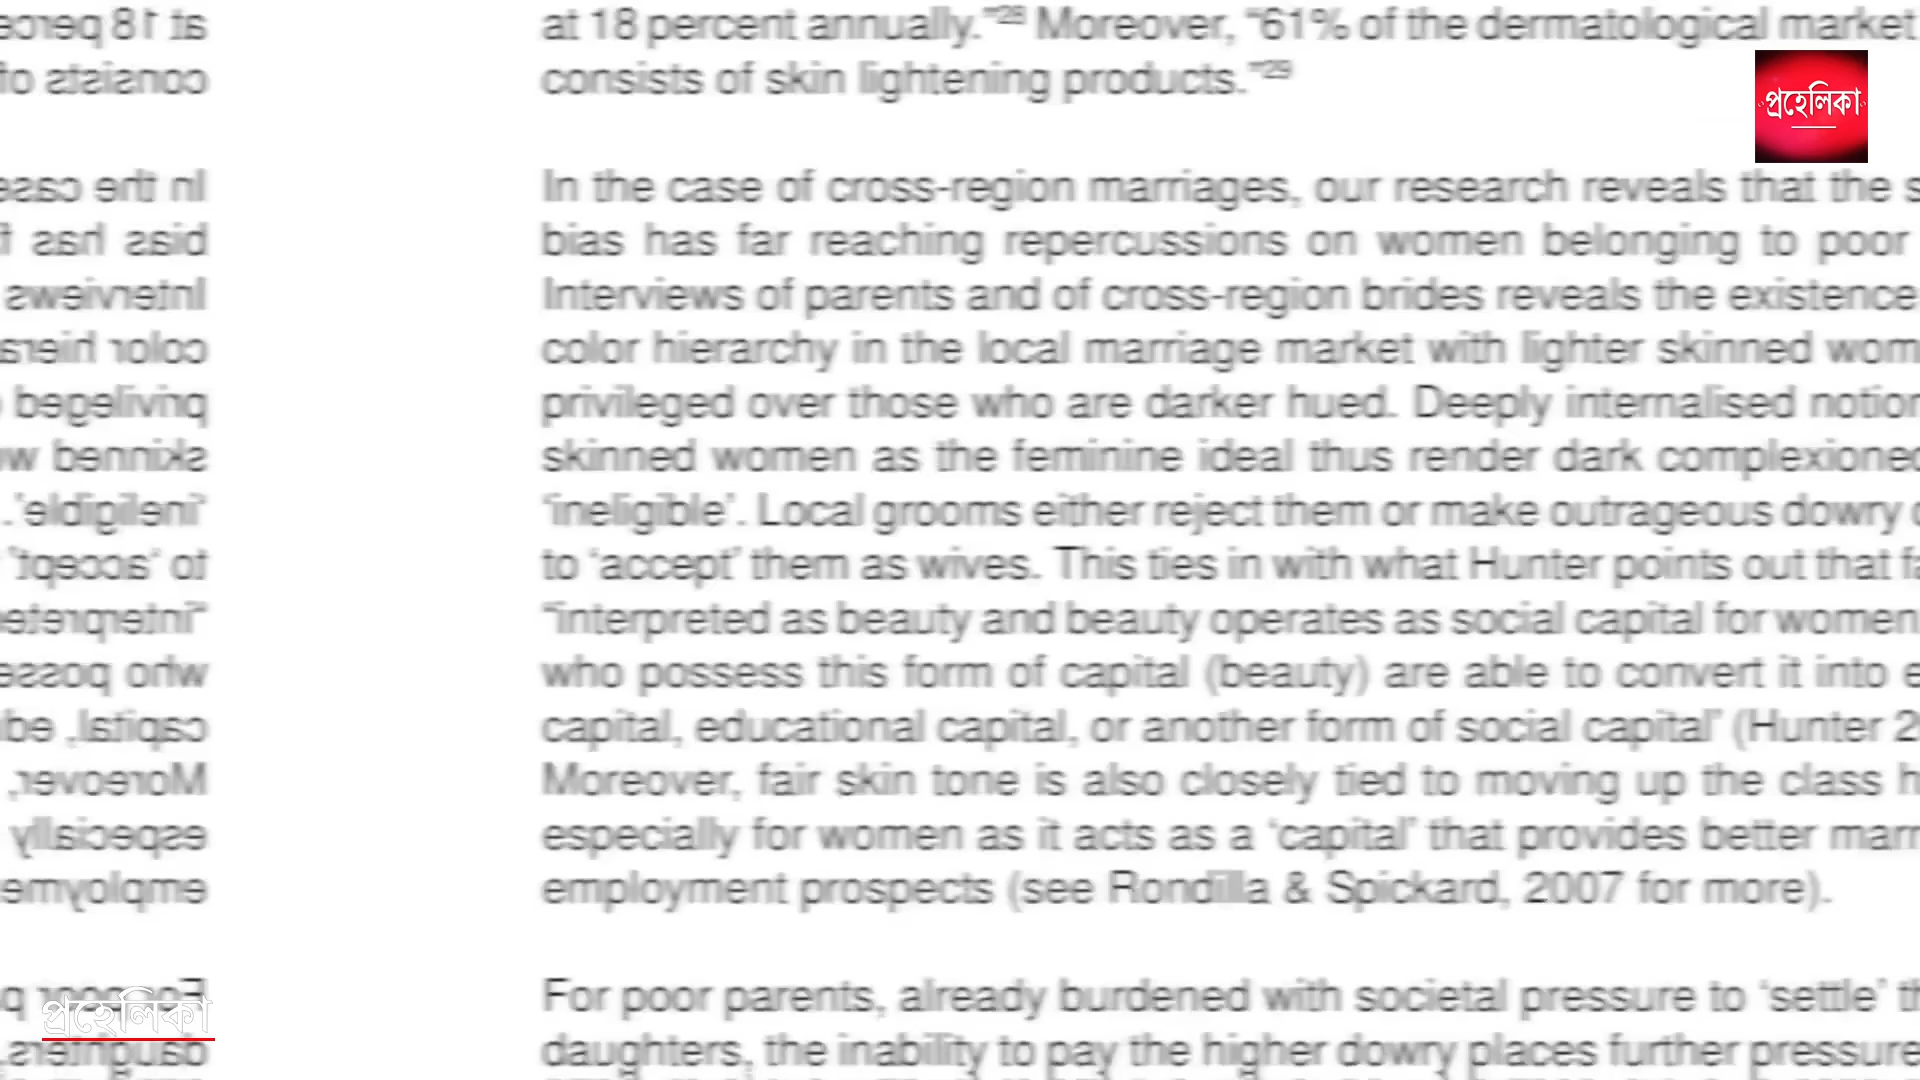 at 18 percent annually."28 Moreover, "61% of the dermatological market
consists of skin lightening products."29
প্রহেলিকা
In the case of cross-region marriages, our research reveals that the s
bias has far reaching repercussions on women belonging to poor
Interviews of parents and of cross-region brides reveals the existence
color hierarchy in the local marriage market with lighter skinned wom
privileged over those who are darker hued. Deeply internalised notion
skinned women as the feminine ideal thus render dark complexioned
'ineligible'. Local grooms either reject them or make outrageous dowry d
to 'accept' them as wives. This ties in with what Hunter points out that fa
"interpreted as beauty and beauty operates as social capital for women.
who possess this form of capital (beauty) are able to convert it into e
capital, educational capital, or another form of social capital' (Hunter 20
Moreover, fair skin tone is also closely tied to moving up the class h
especially for women as it acts as a 'capital' that provides better marr
employment prospects (see Rondilla & Spickard, 2007 for more).
For poor parents, already burdened with societal pressure to 'settle' th
daughters, the inability to pay the higher dowry places further pressure
প্রহেলিকা